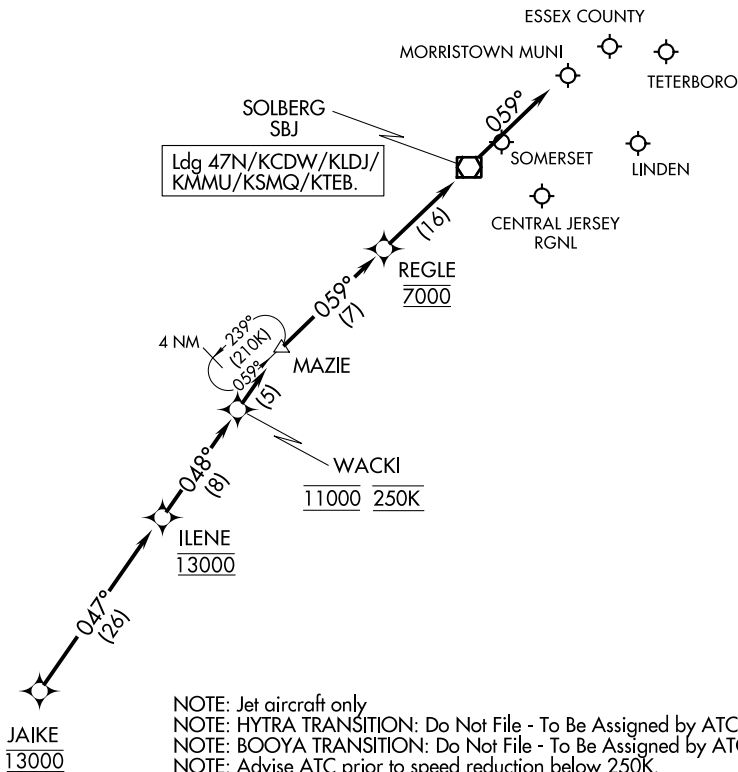 ESSEX COUNTY
MORRISTOWN MUNI
TETERBORO
SOLBERG
SBJ
059°
Ldg 47N/KCDW/KLDJ/
KMMU/KSMQ/KTEB.
SOMERSET
LINDEN
CENTRAL JERSEY
RGNL
(16)
REGLE
7000
059°
(7)
4 NM
239°
(210K)
059°
MAZIE
(5)
WACKI
11000 250K
048°
(8)
ILENE
13000
047°
(26)
JAIKE
13000
NOTE: Jet aircraft only
NOTE: HYTRA TRANSITION: Do Not File - To Be Assigned by ATC
NOTE: BOOYA TRANSITION: Do Not File - To Be Assigned by ATC
NOTE: Advise ATC prior to speed reduction below 250K.